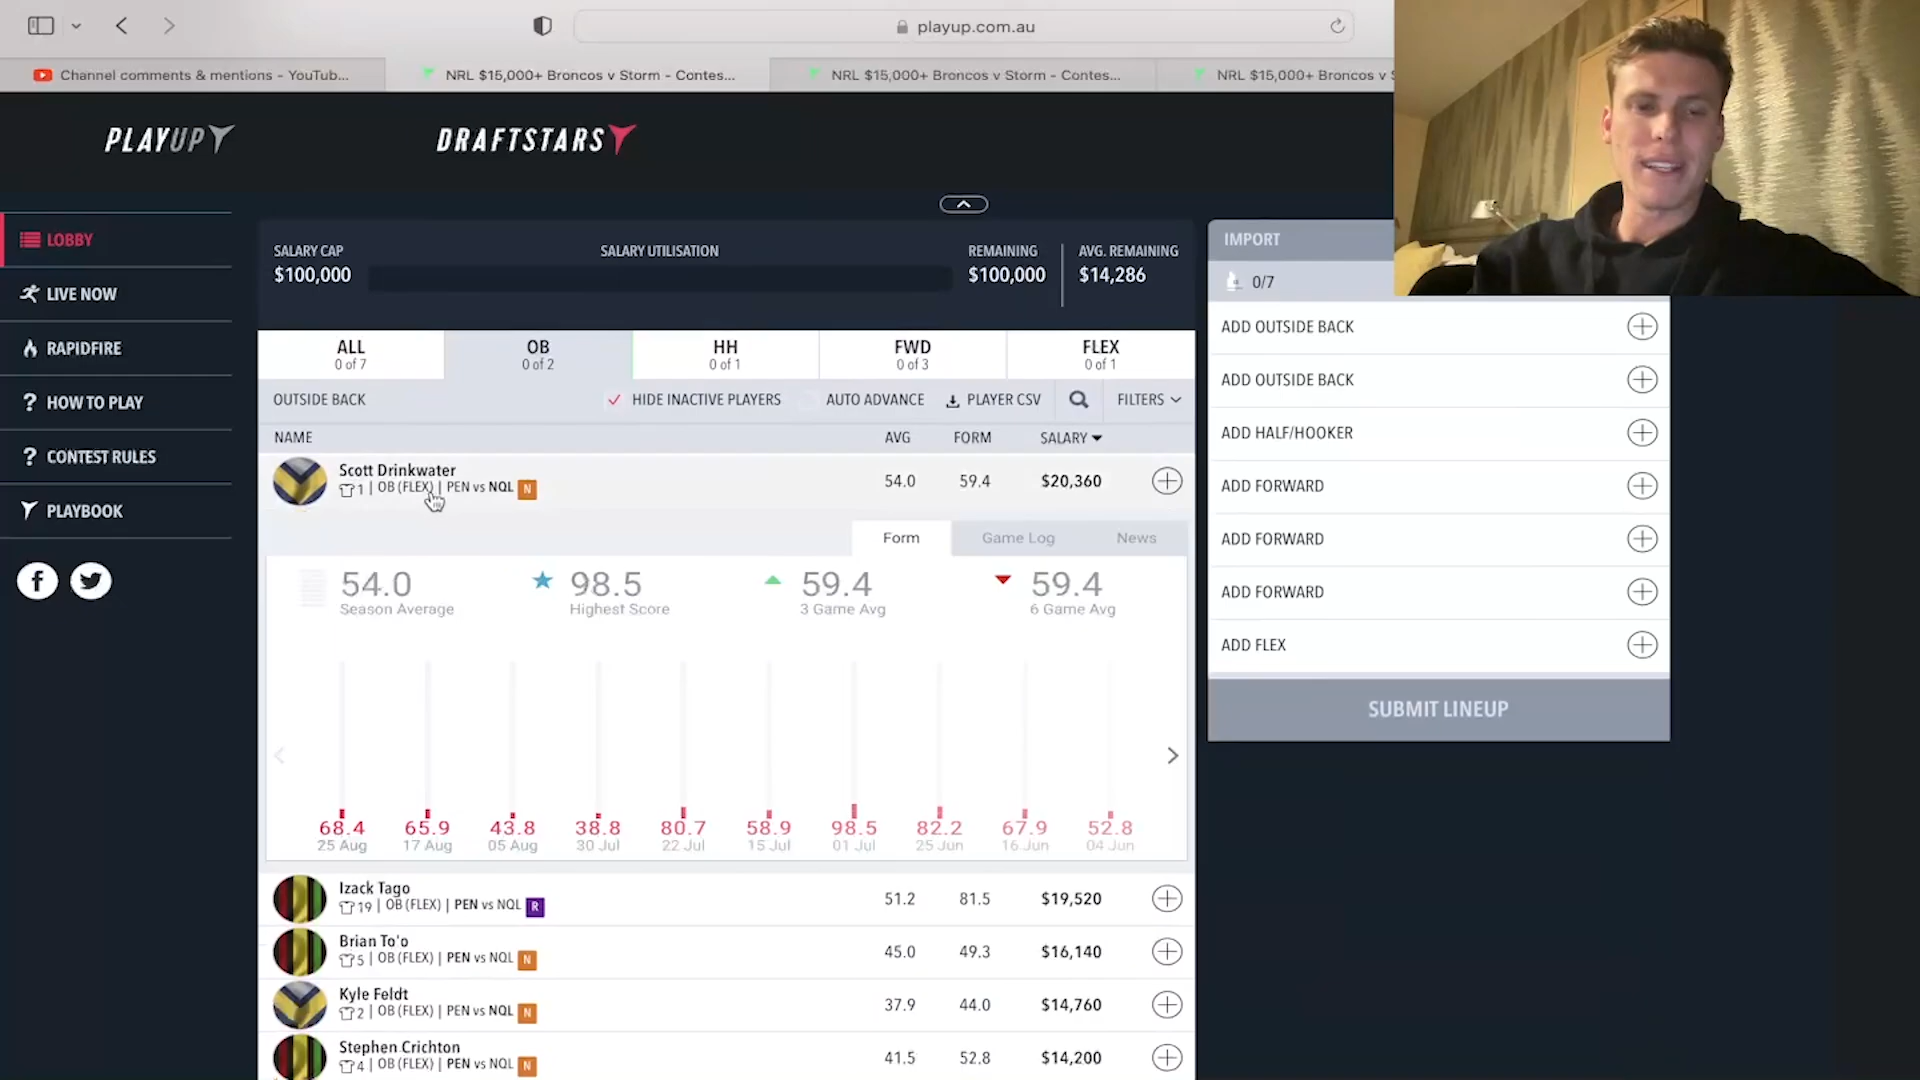 playup.com.au
Channel comments & mentions - YouTub...
NRL $15,000+ Broncos v Storm - Contes...
NRL $15,000+ Broncos v Storm - Contes...
NRL $15,000+ Broncos v S
PLAYUP
DRAFTSTARS
LOBBY
LIVE NOW
RAPIDFIRE
? HOW TO PLAY
? CONTEST RULES
PLAYBOOK
SALARY CAP
$100,000
SALARY UTILISATION
REMAINING
$100,000
AVG. REMAINING
$14,286
ALL
0 of 7
OB
0 of 2
HH
0 of 1
FWD
0 of 3
FLEX
0 of 1
OUTSIDE BACK
HIDE INACTIVE PLAYERS
AUTO ADVANCE
PLAYER CSV
FILTERS
NAME AVG FORM SALARY
Scott Drinkwater
1 | OB (FLEX) | PEN vs NQL N
54.0 59.4 $20,360
Form Game Log News
54.0
Season Average
98.5
Highest Score
59.4
3 Game Avg
59.4
6 Game Avg
68.4 65.9 43.8 38.8 80.7 58.9 98.5 82.2 67.9 52.8
25 Aug 17 Aug 05 Aug 30 Jul 22 Jul 15 Jul 01 Jul 25 Jun 16 Jun 04 Jun
Izack Tago
19 | OB (FLEX) | PEN vs NQL R
51.2 81.5 $19,520
Brian To'o
5 | OB (FLEX) | PEN vs NQL N
45.0 49.3 $16,140
Kyle Feldt
2 | OB (FLEX) | PEN vs NQL N
37.9 44.0 $14,760
Stephen Crichton
4 | OB (FLEX) | PEN vs NQL N
41.5 52.8 $14,200
IMPORT
0/7
ADD OUTSIDE BACK
ADD OUTSIDE BACK
ADD HALF/HOOKER
ADD FORWARD
ADD FORWARD
ADD FORWARD
ADD FLEX
SUBMIT LINEUP